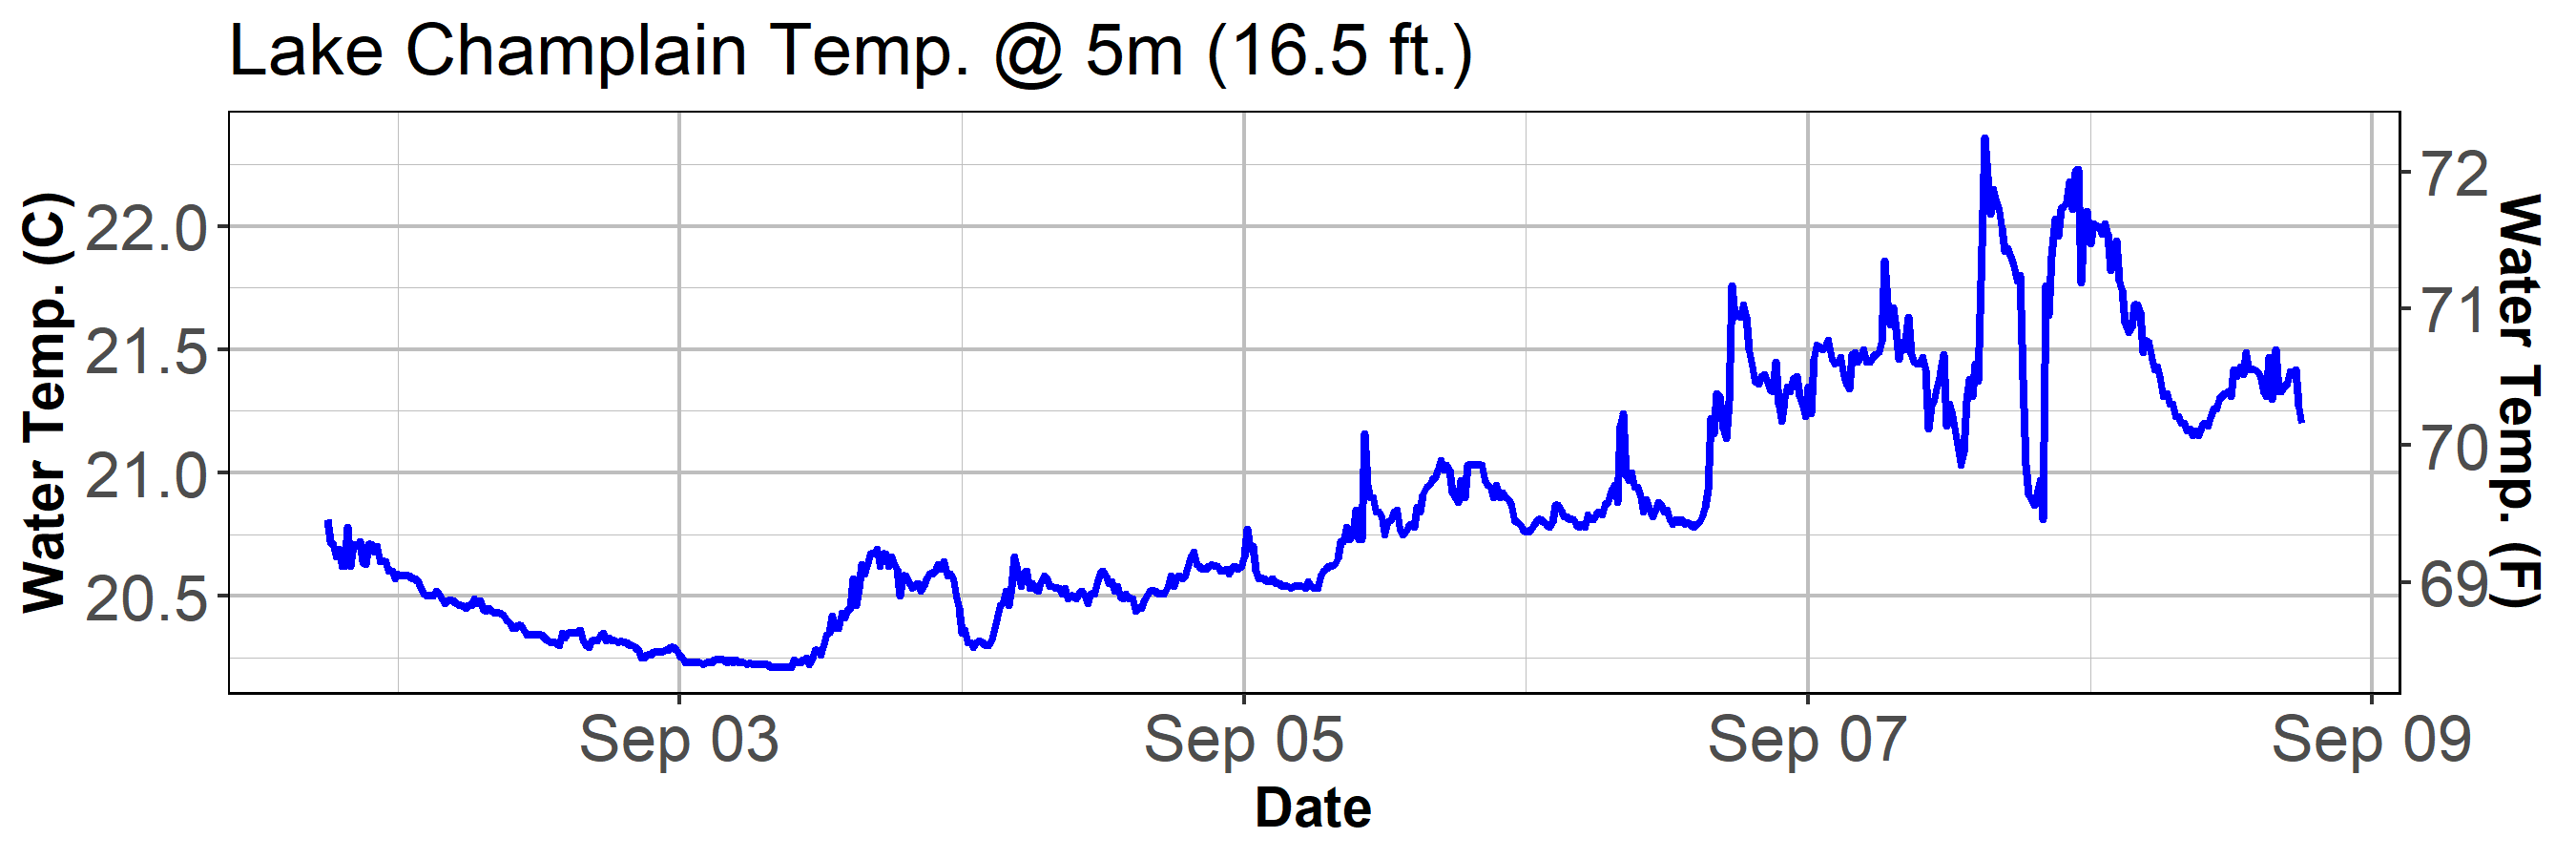 Lake Champlain Temp. @ 5m (16.5 ft.)
Water Temp. (C)
22.0
21.5
21.0
20.5
72
71
70
69
Water Temp. (F)
Sep 03 Sep 05 Sep 07 Sep 09
Date